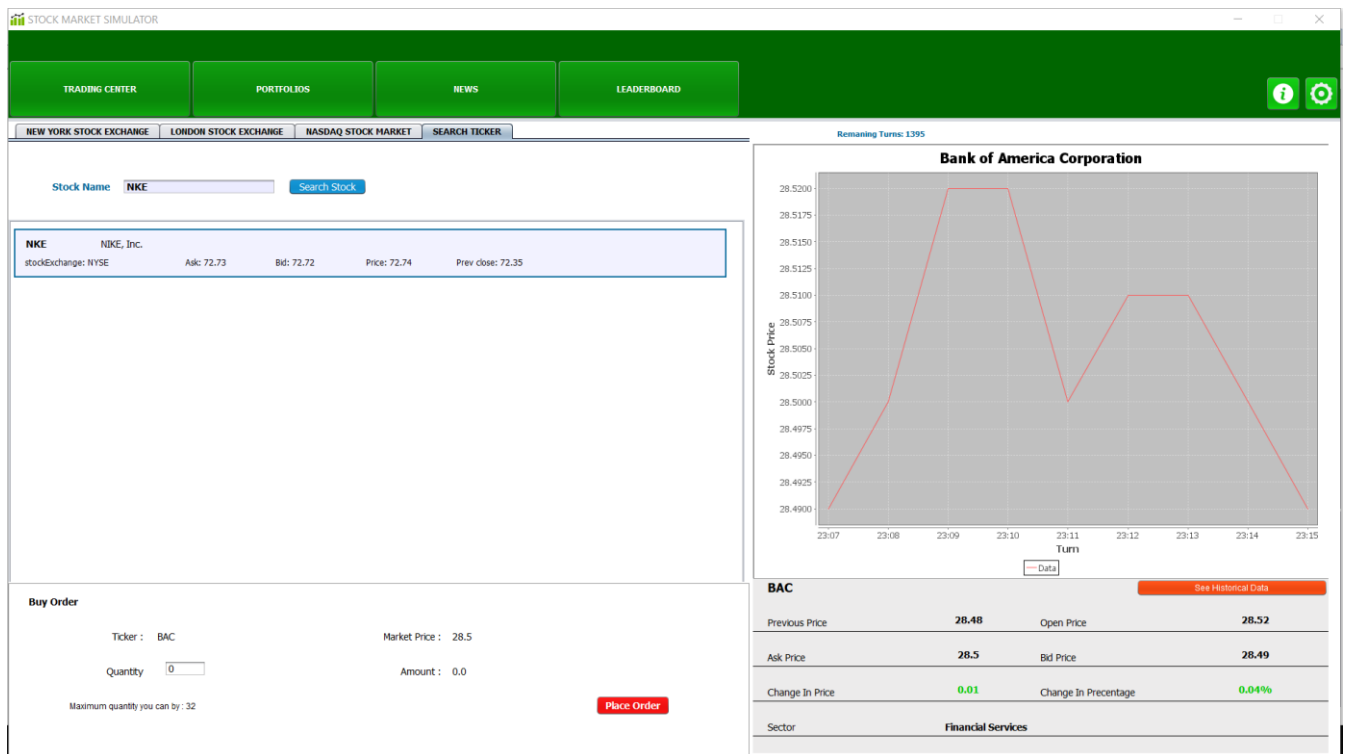 STOCK MARKET SIMULATOR
TRADING CENTER
PORTFOLIOS
NEWS
LEADERBOARD
i
NEW YORK STOCK EXCHANGE
LONDON STOCK EXCHANGE
NASDAQ STOCK MARKET
SEARCH TICKER
Remaning Turns: 1395
Stock Name NKE Search Stock
NKE NIKE, Inc.
stockExchange: NYSE Ask: 72.73 Bid: 72.72 Price: 72.74 Prev close: 72.35
Bank of America Corporation
Stock Price
28.5200
28.5175
28.5150
28.5125
28.5100
28.5075
28.5050
28.5025
28.5000
28.4975
28.4950
28.4925
28.4900
23:07 23:08 23:09 23:10 23:11 23:12 23:13 23:14 23:15
Turn
Data
Buy Order
Ticker : BAC Market Price : 28.5
Quantity 0 Amount : 0.0
Maximum quantity you can by : 32 Place Order
BAC See Historical Data
Previous Price 28.48 Open Price 28.52
Ask Price 28.5 Bid Price 28.49
Change In Price 0.01 Change In Precentage 0.04%
Sector Financial Services